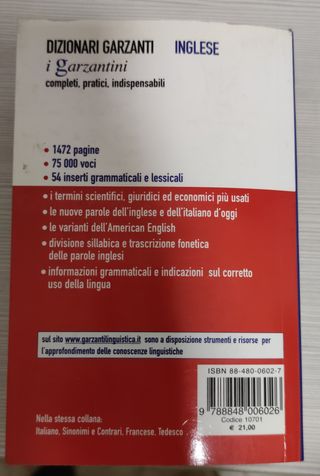 DIZIONARI GARZANTI INGLESE
i garzantini
completi, pratici, indispensabili
• 1472 pagine
• 75 000 voci
• 54 inserti grammaticali e lessicali
• i termini scientifici, giuridici ed economici più usati
• le nuove parole dell'inglese e dell'italiano d'oggi
• le varianti dell'American English
• divisione sillabica e trascrizione fonetica
delle parole inglesi
• informazioni grammaticali e indicazioni sul corretto
uso della lingua
sul sito www.garzantilinguistica.it sono a disposizione strumenti e risorse per
l'approfondimento delle conoscenze linguistiche
ISBN 88-480-0602-7
9 788848 006026
Codice 10701
€ 21,00
Nella stessa collana:
Italiano, Sinonimi e Contrari, Francese, Tedesco